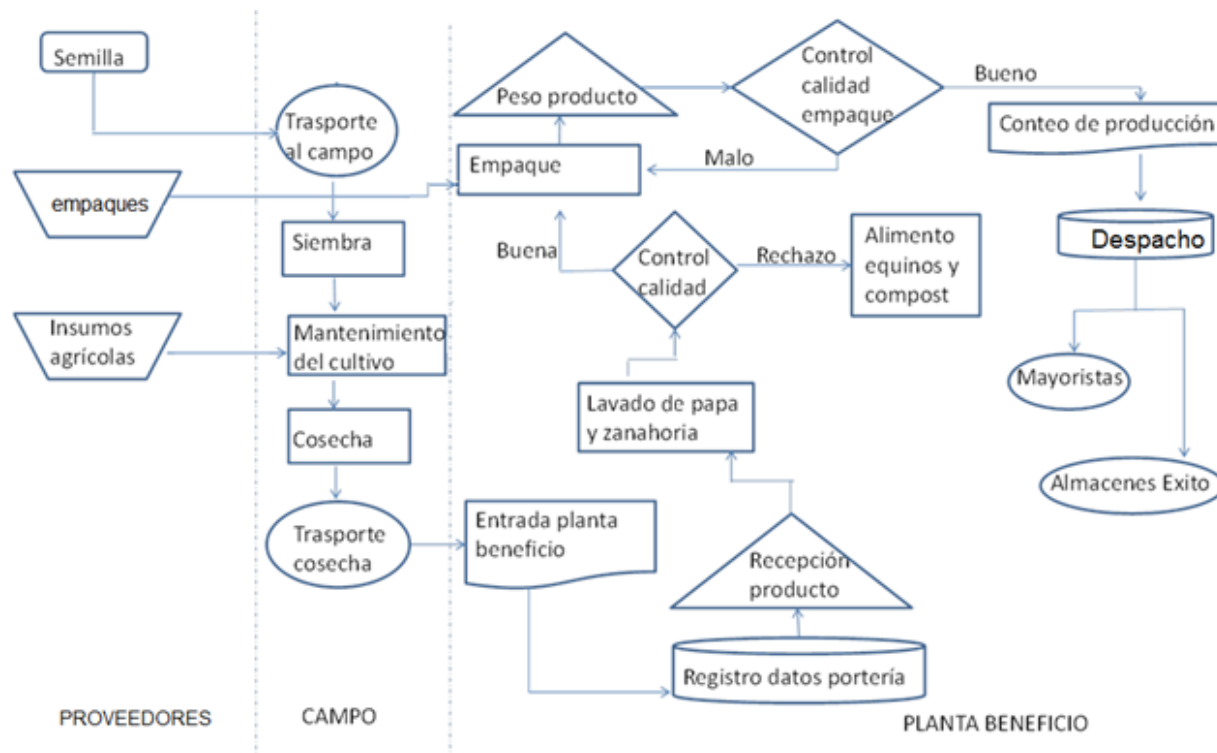 Semilla
empaques
Insumos
agrícolas
PROVEEDORES
Trasporte
al campo
Siembra
Mantenimiento
del cultivo
Cosecha
Trasporte
cosecha
CAMPO
Entrada planta
beneficio
Registro datos portería
Recepción
producto
Lavado de papa
y zanahoria
Control
calidad
Buena
Rechazo
Alimento
equinos y
compost
Empaque
Peso producto
Control
calidad
empaque
Malo
Bueno
Conteo de producción
Despacho
Mayoristas
Almacenes Exito
PLANTA BENEFICIO